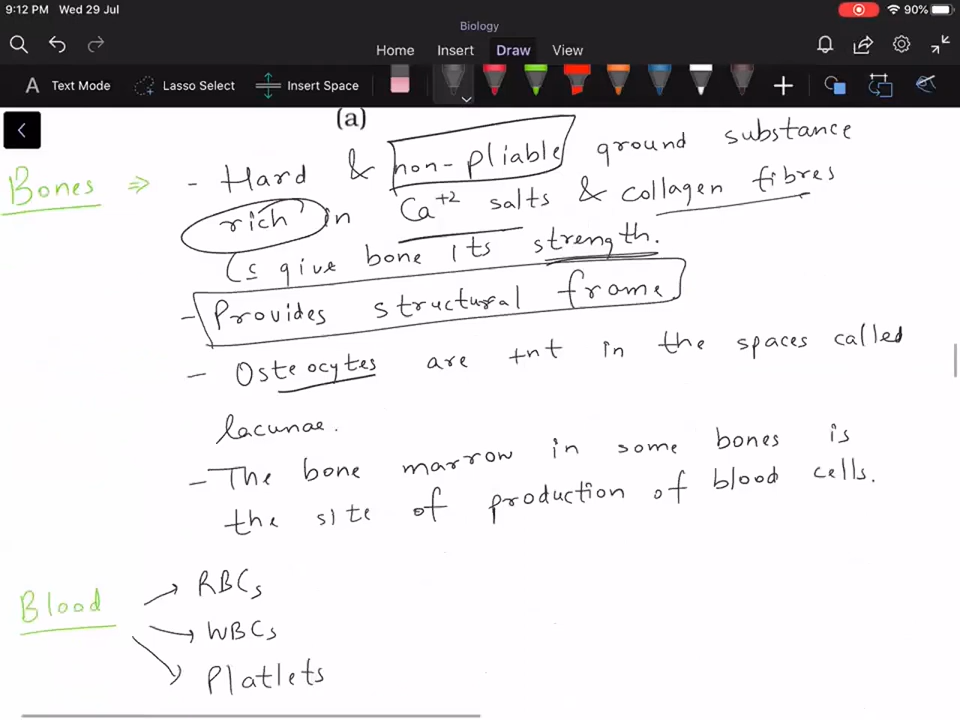 9:12 PM Wed 29 Jul
90%
Biology
Home Insert Draw View
Text Mode Lasso Select Insert Space
(a)
Bones ⇒ - Hard & non-pliable ground substance
rich in Ca+2 salts & collagen fibres
give bone its strength.
- Provides structural frame
- Osteocytes are +nt in the spaces called
lacunae.
- The bone marrow in some bones is
the site of production of blood cells.
Blood → RBCs
→ WBCs
→ Platlets